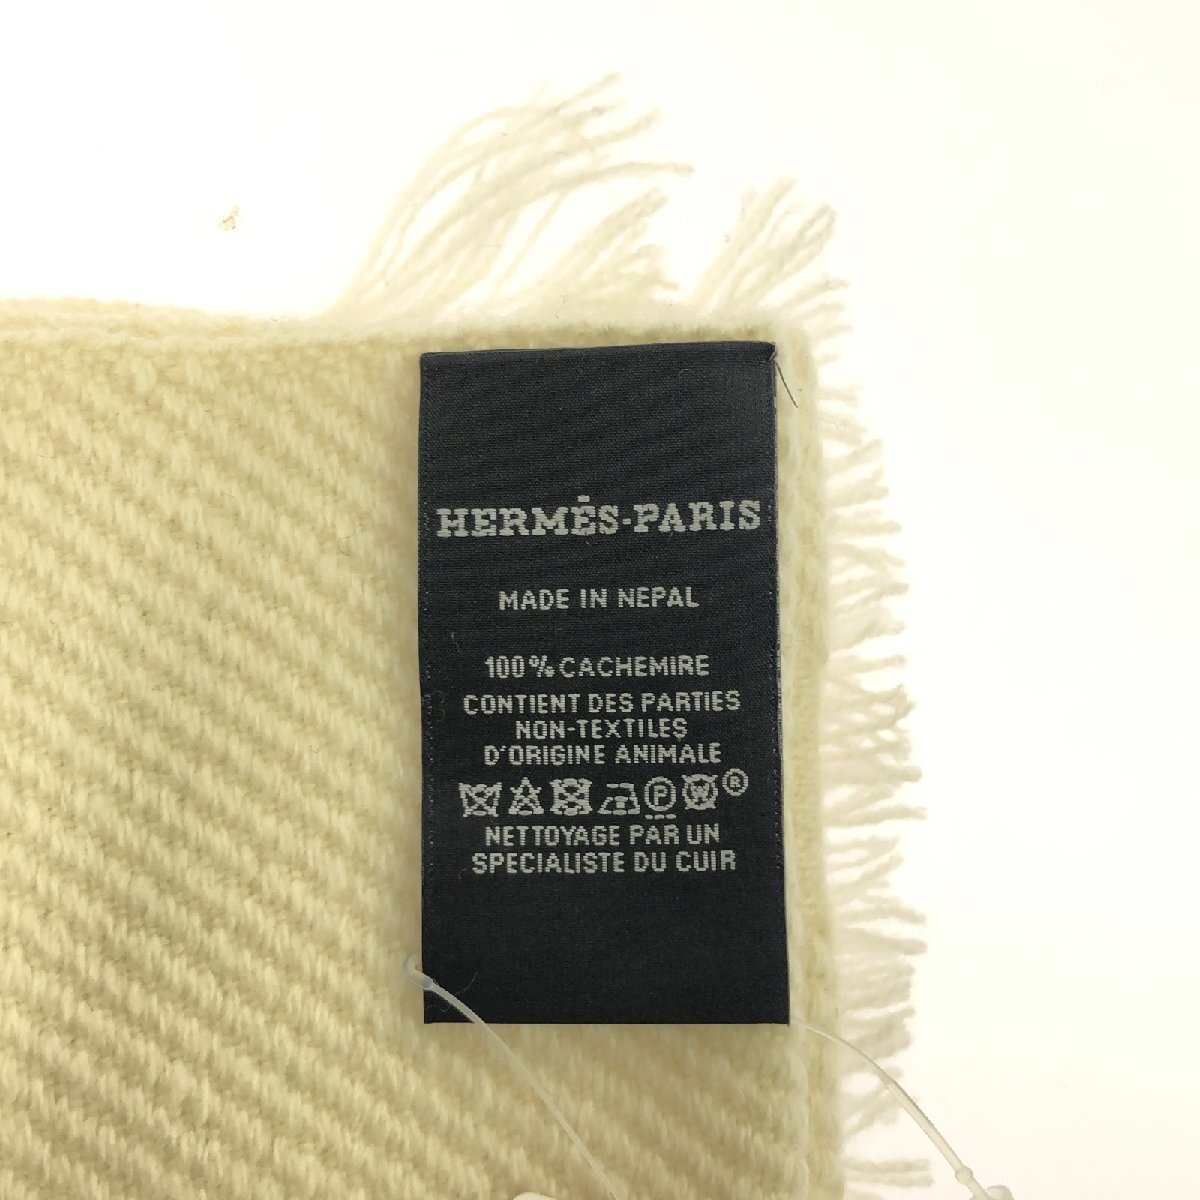 HERMÈS-PARIS
MADE IN NEPAL
100% CACHEMIRE
CONTIENT DES PARTIES
NON-TEXTILES
D'ORIGINE ANIMALE
P W ®
NETTOYAGE PAR UN
SPECIALISTE DU CUIR